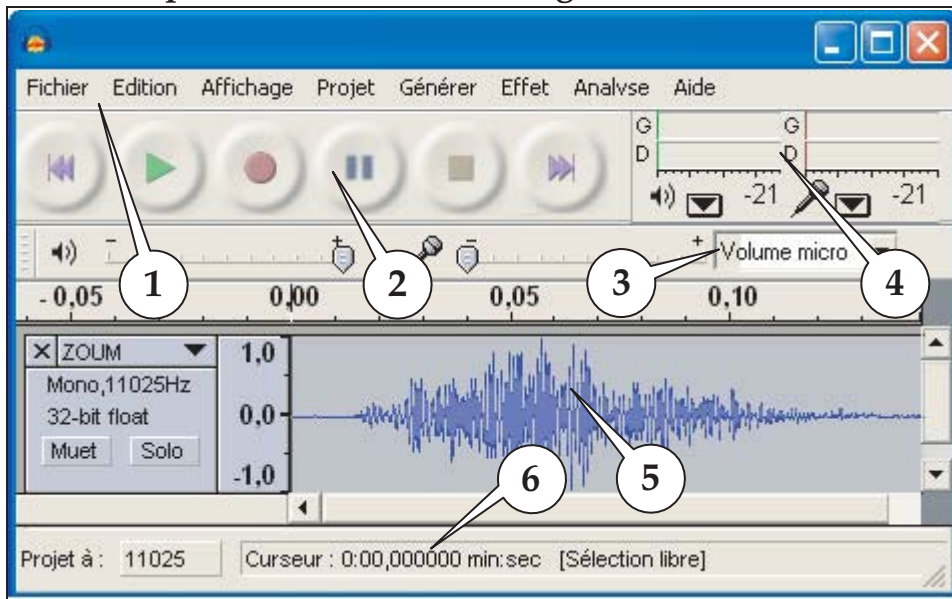 Fichier Edition Affichage Projet Générer Effet Analyse Aide
G G
D D
-21 -21
- + - + Volume micro
1 2 3 4
- 0,05 0,00 0,05 0,10
X ZOUM
Mono,11025Hz
32-bit float
Muet Solo
1,0
0,0
-1,0
6 5
Projet à : 11025 Curseur : 0:00,000000 min:sec [Sélection libre]